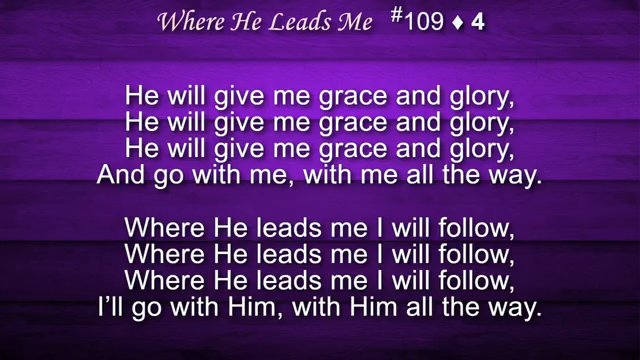 Where He Leads Me #109 ♦ 4
He will give me grace and glory,
He will give me grace and glory,
He will give me grace and glory,
And go with me, with me all the way.
Where He leads me I will follow,
Where He leads me I will follow,
Where He leads me I will follow,
I’ll go with Him, with Him all the way.